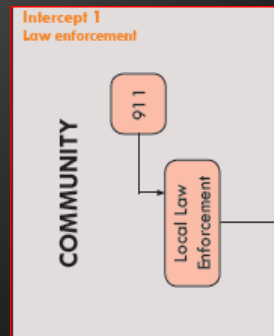 Intercept 1
Law enforcement
COMMUNITY
911
Local Law
Enforcement